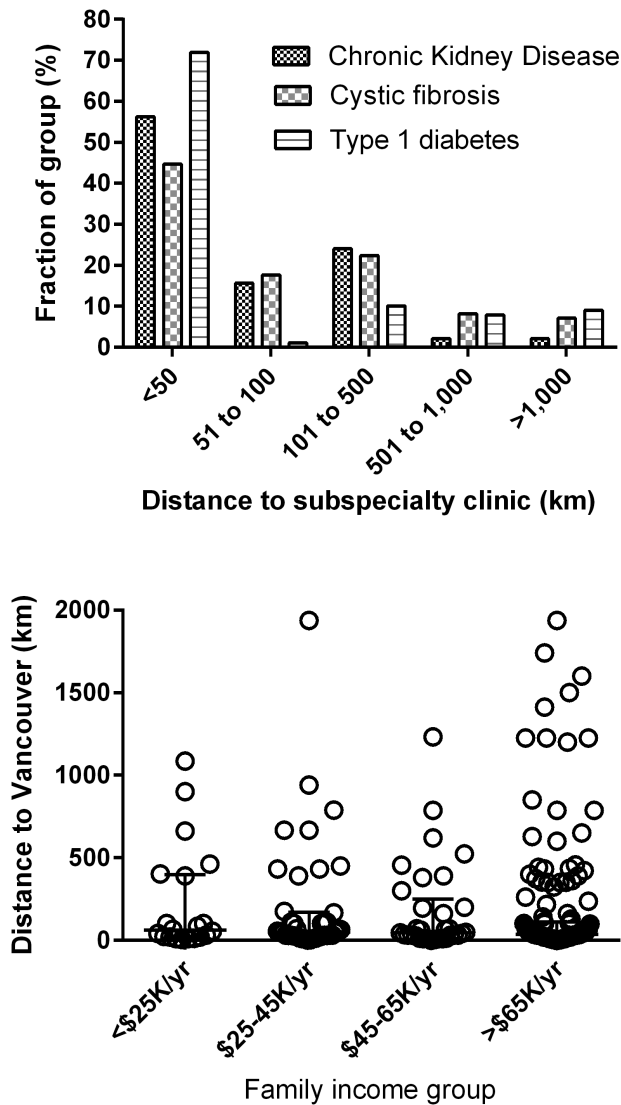 80
70
60
50
40
30
20
10
0
Fraction of group (%)
Chronic Kidney Disease
Cystic fibrosis
Type 1 diabetes
<50
51 to 100
101 to 500
501 to 1,000
>1,000
Distance to subspecialty clinic (km)
2000
1500
1000
500
0
Distance to Vancouver (km)
<$25K/yr
$25-45K/yr
$45-65K/yr
>$65K/yr
Family income group